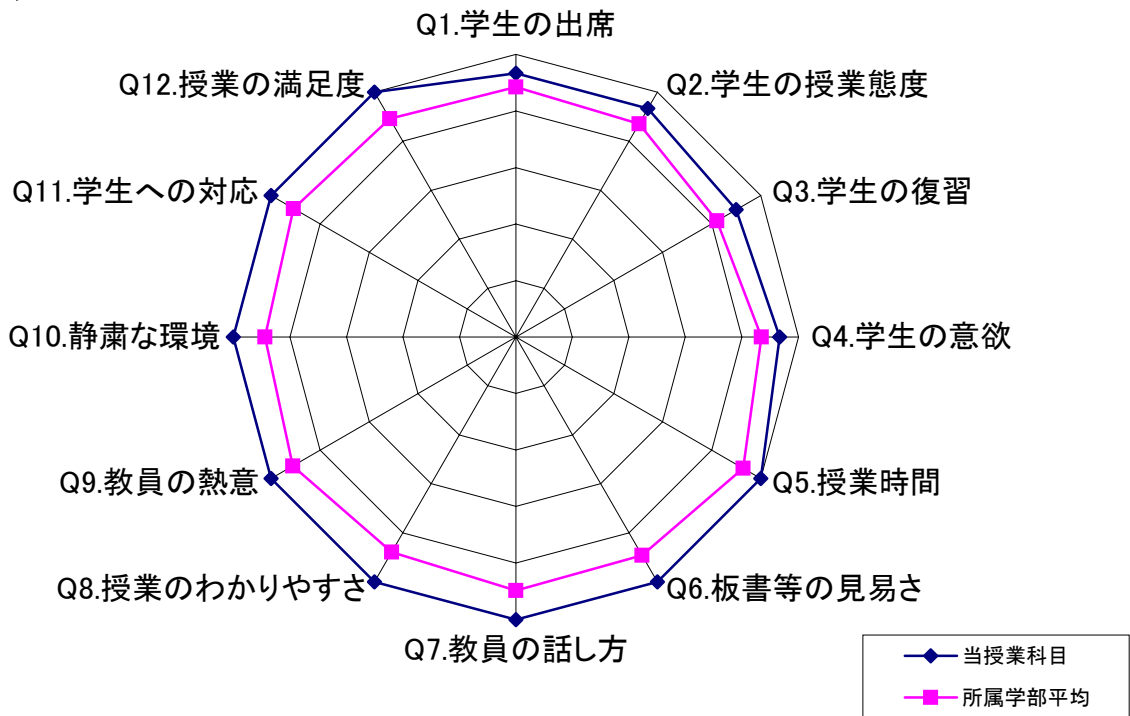 Q1.学生の出席
Q2.学生の授業態度
Q3.学生の復習
Q4.学生の意欲
Q5.授業時間
Q6.板書等の見易さ
Q7.教員の話し方
Q8.授業のわかりやすさ
Q9.教員の熱意
Q10.静粛な環境
Q11.学生への対応
Q12.授業の満足度
当授業科目
所属学部平均